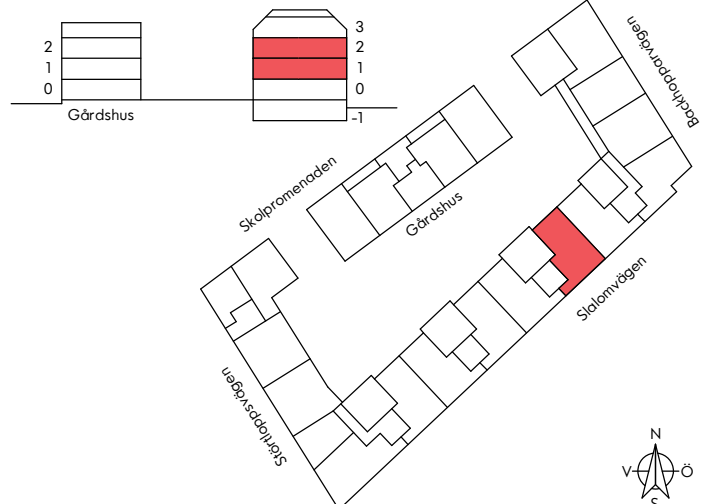 3
2
2
1
1
0
0
-1
Gårdshus
Backhopparvägen
Skolpromenaden
Gårdshus
Slalomvägen
Störtloppsvägen
N
V
Ö
S